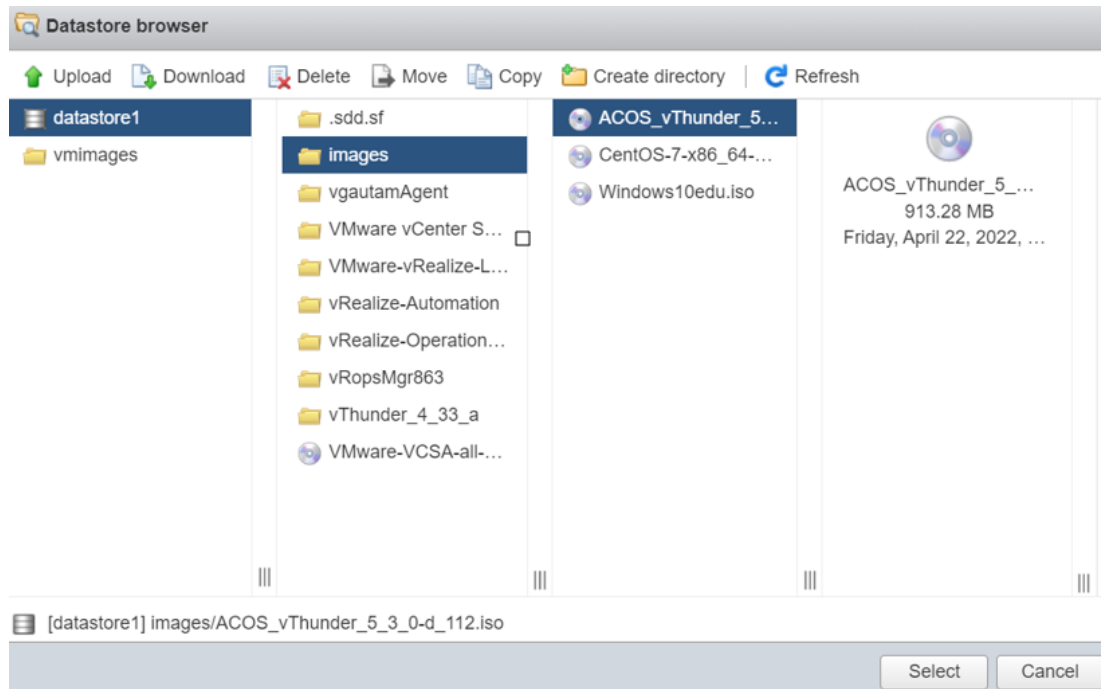 Datastore browser
Upload Download Delete Move Copy Create directory Refresh
datastore1
vmimages
.sdd.sf
images
vgautamAgent
VMware vCenter S...
VMware-vRealize-L...
vRealize-Automation
vRealize-Operation...
vRopsMgr863
vThunder_4_33_a
VMware-VCSA-all-...
ACOS_vThunder_5...
CentOS-7-x86_64-...
Windows10edu.iso
ACOS_vThunder_5_...
913.28 MB
Friday, April 22, 2022, ...
[datastore1] images/ACOS_vThunder_5_3_0-d_112.iso
Select Cancel